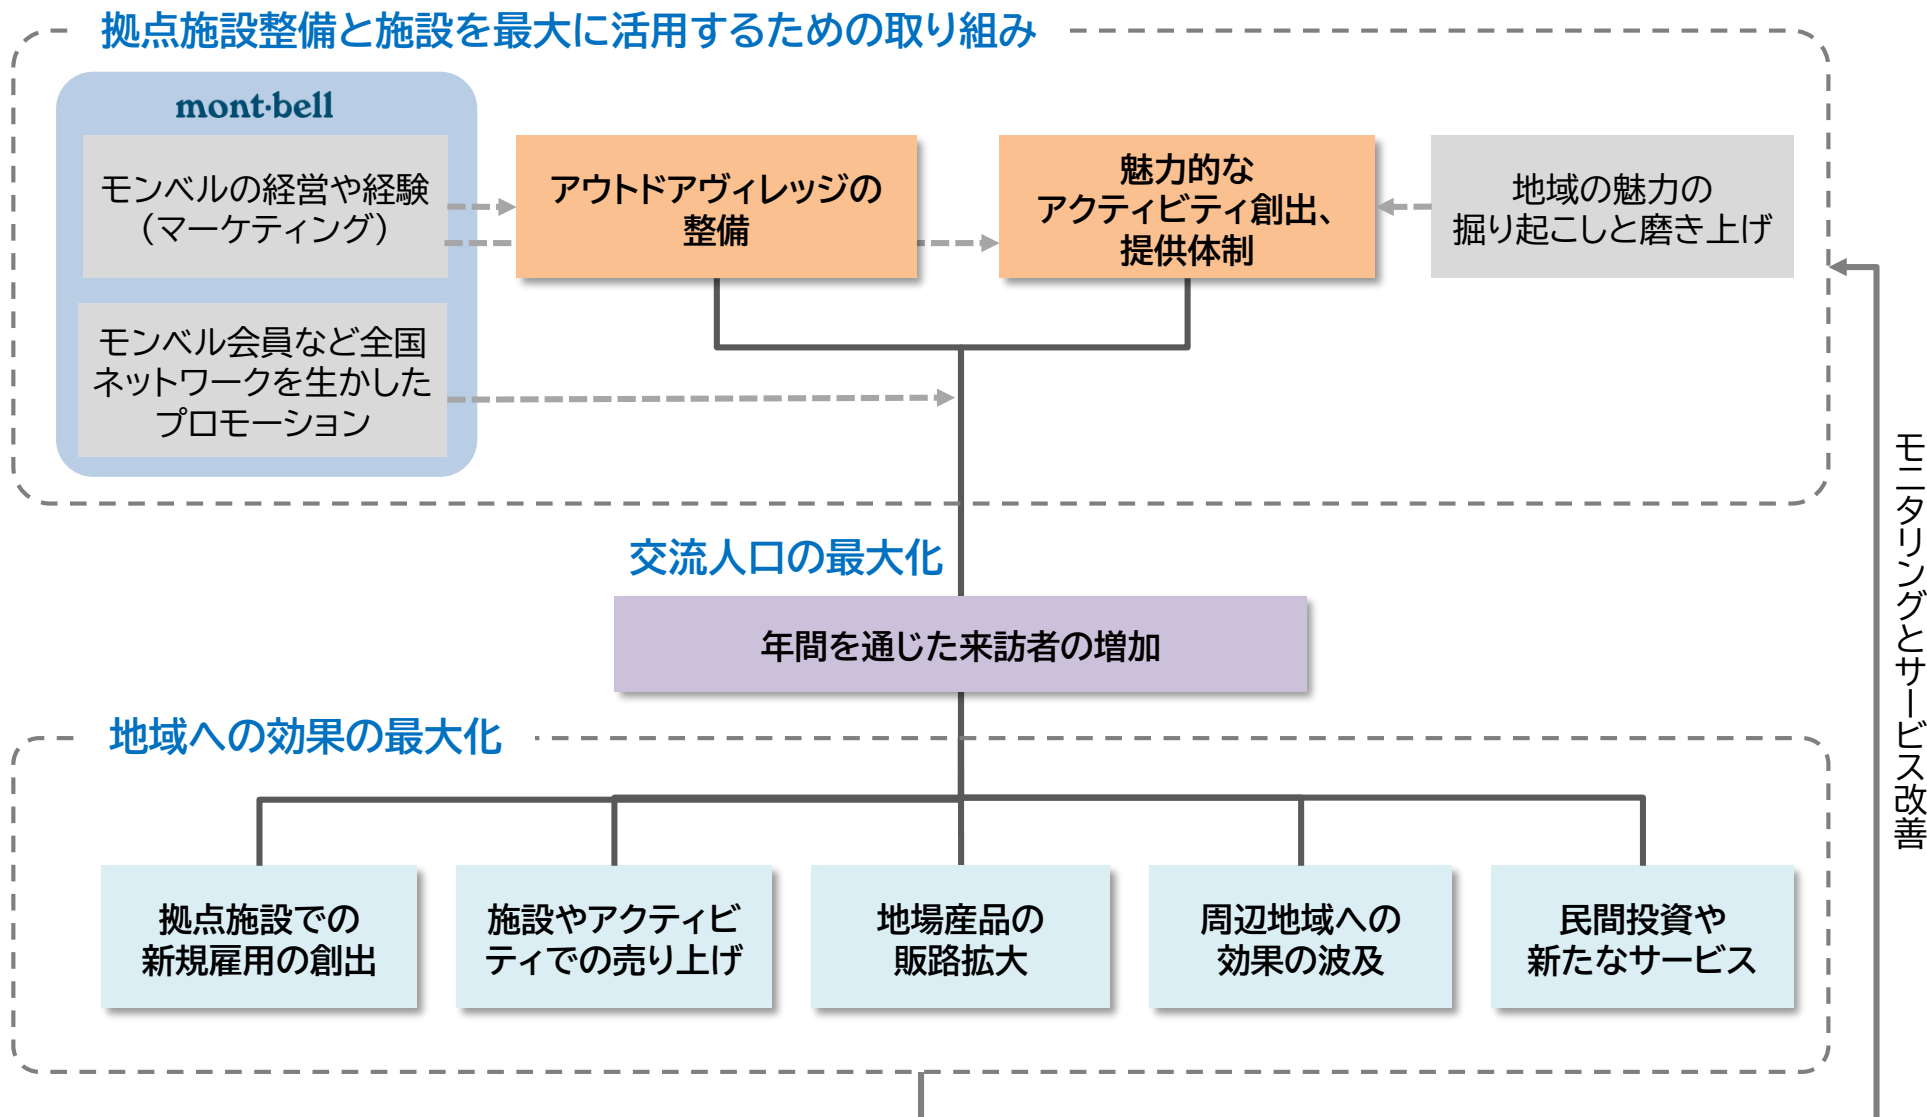 拠点施設整備と施設を最大に活用するための取り組み
mont·bell
モンベルの経営や経験
（マーケティング）
アウトドアヴィレッジの
整備
魅力的な
アクティビティ創出、
提供体制
地域の魅力の
掘り起こしと磨き上げ
モンベル会員など全国
ネットワークを生かした
プロモーション
交流人口の最大化
年間を通じた来訪者の増加
地域への効果の最大化
拠点施設での
新規雇用の創出
施設やアクティビ
ティでの売り上げ
地場産品の
販路拡大
周辺地域への
効果の波及
民間投資や
新たなサービス
モニタリングとサービス改善